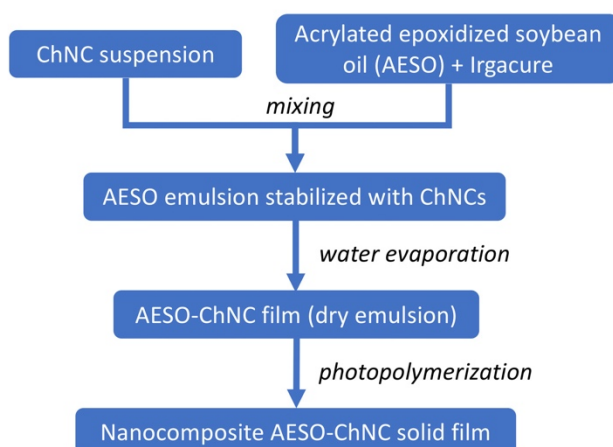 ChNC suspension
Acrylated epoxidized soybean
oil (AESO) + Irgacure
mixing
AESO emulsion stabilized with ChNCs
water evaporation
AESO-ChNC film (dry emulsion)
photopolymerization
Nanocomposite AESO-ChNC solid film